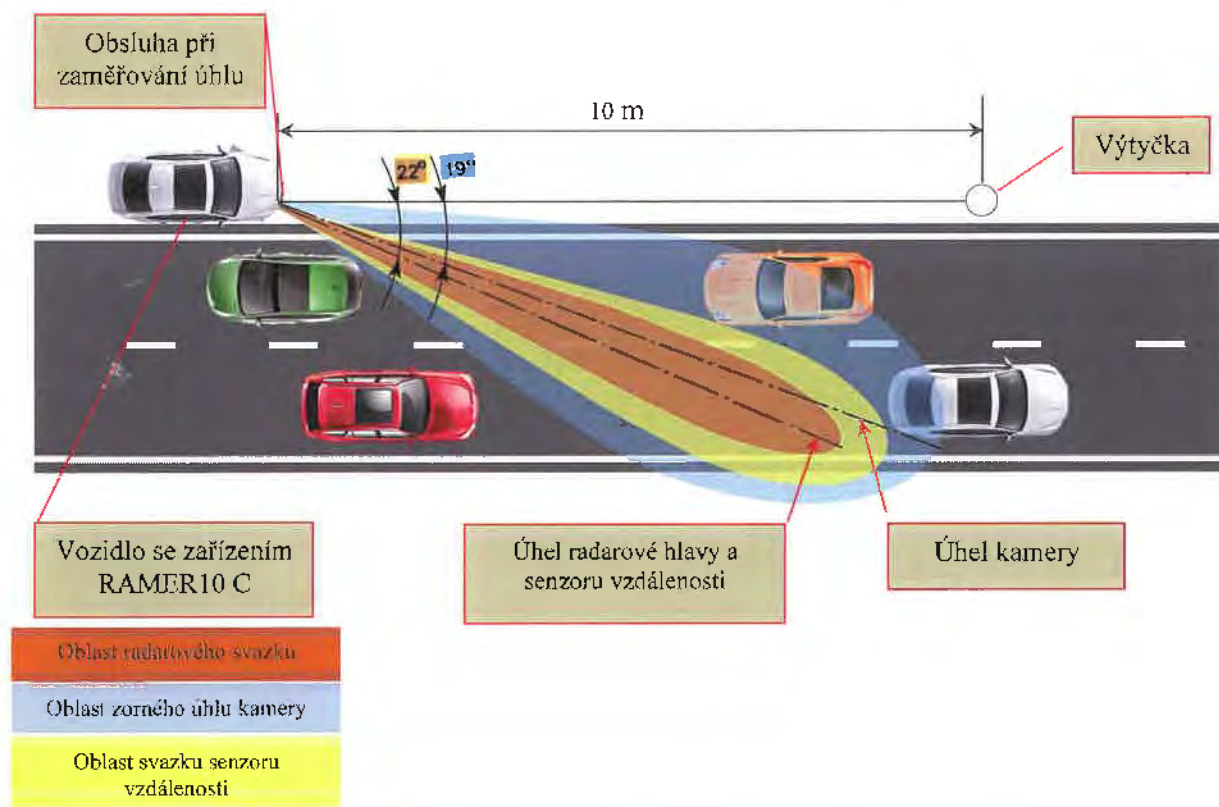 Obsluha při
zaměřování úhlu
10 m
Výtyčka
22°
19°
Vozidlo se zařízením
RAMER10 C
Úhel radarové hlavy a
senzoru vzdálenosti
Úhel kamery
Oblast radarového svazku
Oblast zorného úhlu kamery
Oblast svazku senzoru
vzdálenosti